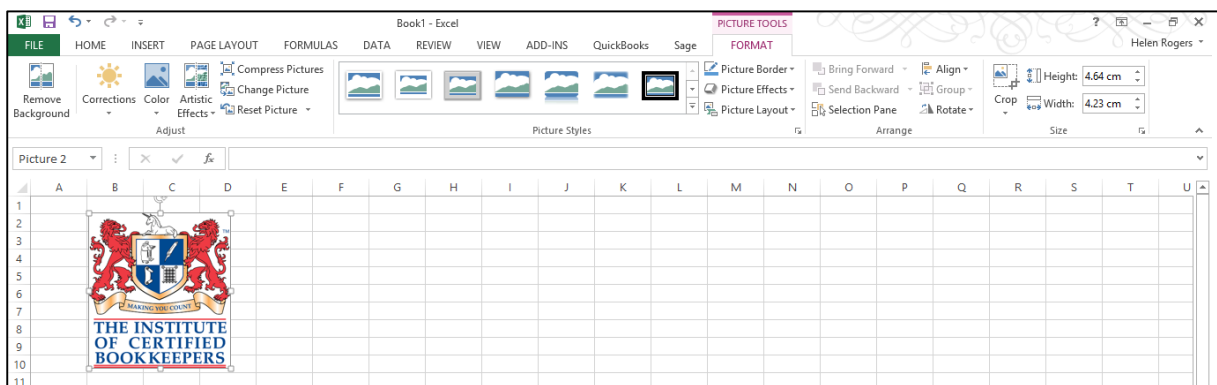 Book1 - Excel
PICTURE TOOLS
?
FILE HOME INSERT PAGE LAYOUT FORMULAS DATA REVIEW VIEW ADD-INS QuickBooks Sage FORMAT Helen Rogers
Remove Background
Corrections
Color
Artistic Effects
Compress Pictures
Change Picture
Reset Picture
Adjust
Picture Styles
Picture Border
Picture Effects
Picture Layout
Bring Forward
Send Backward
Selection Pane
Align
Group
Rotate
Arrange
Crop
Height: 4.64 cm
Width: 4.23 cm
Size
Picture 2
fx
A B C D E F G H I J K L M N O P Q R S T U
1
2
TM
3
4
5
6
7
MAKING YOU COUNT
8
THE INSTITUTE
9
OF CERTIFIED
BOOKKEEPERS
10
11